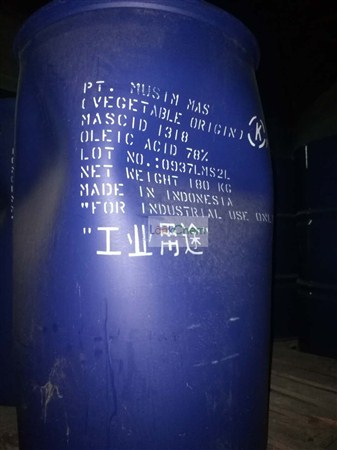 PT. MUSIM MAS
(VEGETABLE ORIGIN) K
MASCID 1318
OLEIC ACID 78%
LOT NO.:0937LMS2L
NET WEIGHT 180 KG
MADE IN INDONESIA
"FOR INDUSTRIAL USE ONL
"工业用途